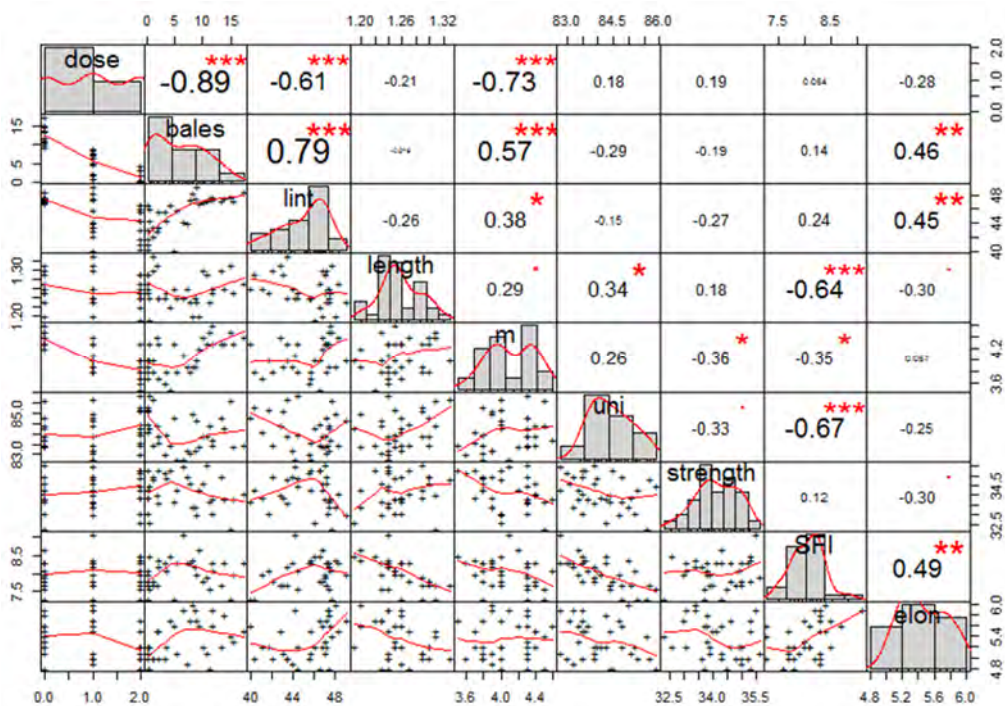 0 5 10 15 1.20 1.26 1.32 83.0 84.5 86.0 7.5 8.5
dose *** *** *** 2.0
-0.89 -0.61 -0.21 -0.73 0.18 0.19 -0.28 1.0
0.0
15 bales *** *** **
5 0.79 0.57 -0.29 -0.19 0.14 0.46
0
lint * ** 48
-0.26 0.38 -0.15 -0.27 0.24 0.45 44
40
1.30 length . * *** .
1.20 0.29 0.34 0.18 -0.64 -0.30
m * * 4.2
0.26 -0.36 -0.35 3.6
85.0 uni . ***
83.0 -0.33 -0.67 -0.25
strength . 34.5
0.12 -0.30 32.5
8.5 SFI **
7.5 0.49
elon 6.0
5.4
4.8
0.0 1.0 2.0 40 44 48 3.6 4.0 4.4 32.5 34.0 35.5 4.8 5.2 5.6 6.0